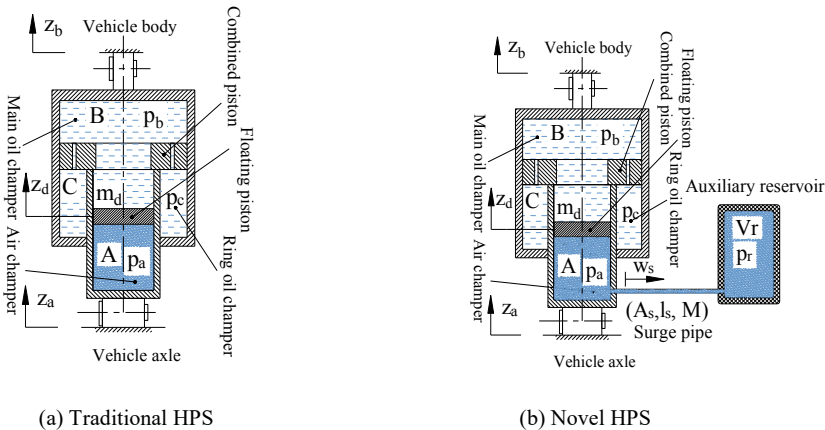 Vehicle body
z_b
Main oil champer
B
p_b
Combined piston
Floating piston
z_d
C
m_d
p_c
Ring oil champer
Air champer
A
p_a
z_a
Vehicle axle
(a) Traditional HPS
Vehicle body
z_b
Main oil champer
B
p_b
Floating piston
Combined piston
Ring oil champer
Auxiliary reservoir
z_d
C
m_d
p_c
Vr
p_r
Air champer
A
p_a
w_s
z_a
(A_s,l_s, M)
Surge pipe
Vehicle axle
(b) Novel HPS